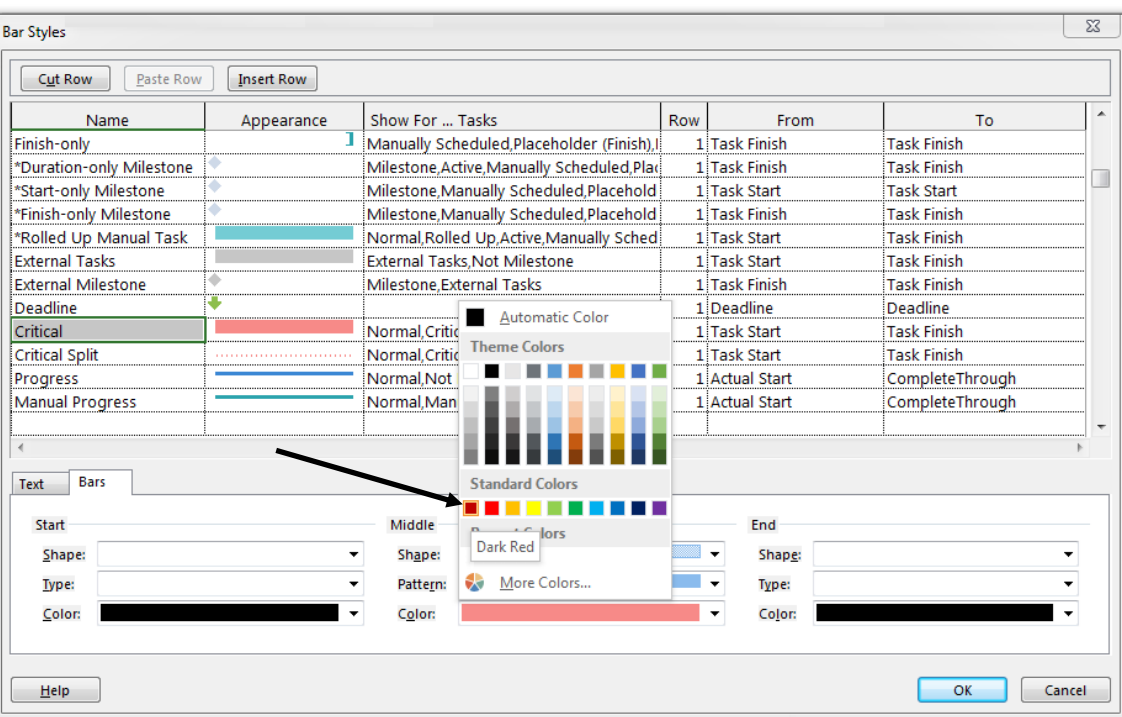 Bar Styles
Cut Row Paste Row Insert Row
Name Appearance Show For ... Tasks Row From To
Finish-only Manually Scheduled,Placeholder (Finish),I 1 Task Finish Task Finish
*Duration-only Milestone Milestone,Active,Manually Scheduled,Plac 1 Task Finish Task Finish
*Start-only Milestone Milestone,Manually Scheduled,Placehold 1 Task Start Task Start
*Finish-only Milestone Milestone,Manually Scheduled,Placehold 1 Task Finish Task Finish
*Rolled Up Manual Task Normal,Rolled Up,Active,Manually Sched 1 Task Start Task Finish
External Tasks External Tasks,Not Milestone 1 Task Start Task Finish
External Milestone Milestone,External Tasks 1 Task Finish Task Finish
Deadline 1 Deadline Deadline
Automatic Color
Critical Normal,Critic 1 Task Start Task Finish
Theme Colors
Critical Split Normal,Critic 1 Task Start Task Finish
Progress Normal,Not 1 Actual Start CompleteThrough
Manual Progress Normal,Man 1 Actual Start CompleteThrough
Text Bars
Standard Colors
Start Middle End
Dark Red
Shape: Shape: Shape:
Type: Pattern: More Colors... Type:
Color: Color: Color:
Help OK Cancel